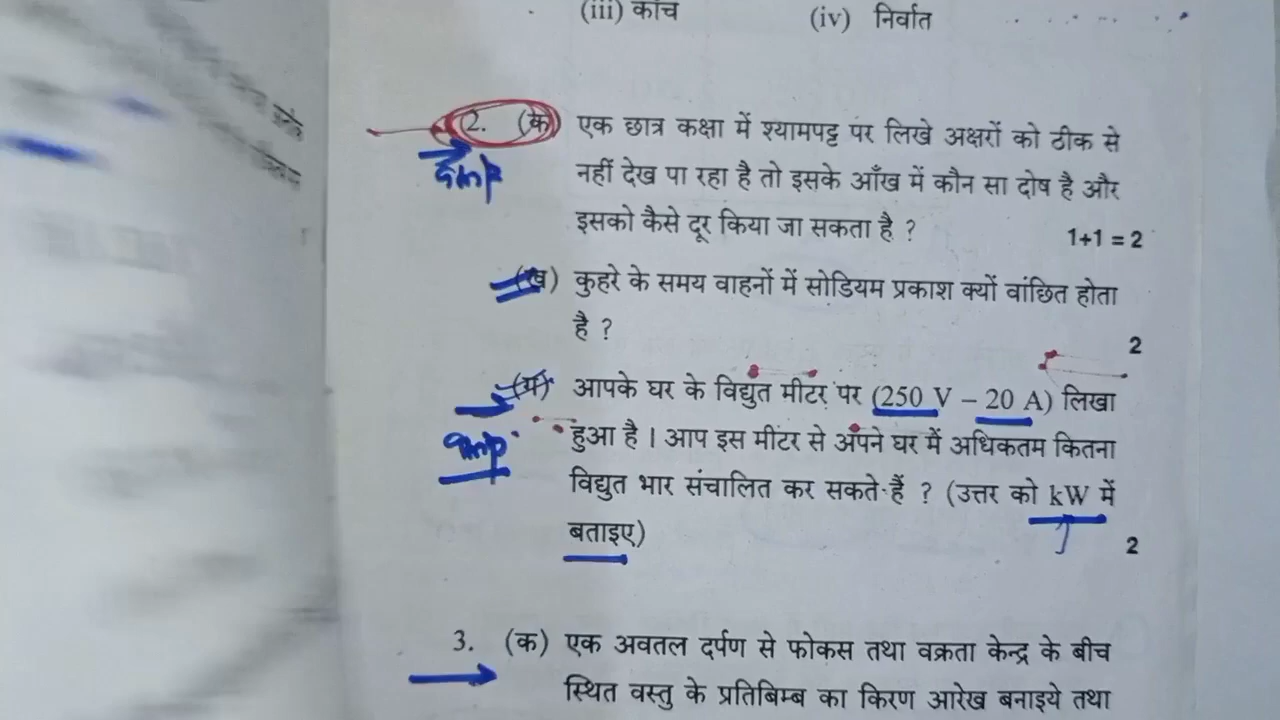 (iii) काँच (iv) निर्वात
2. (क) एक छात्र कक्षा में श्यामपट्ट पर लिखे अक्षरों को ठीक से
Imp
नहीं देख पा रहा है तो इसके आँख में कौन सा दोष है और
इसको कैसे दूर किया जा सकता है ? 1+1 = 2
(ख) कुहरे के समय वाहनों में सोडियम प्रकाश क्यों वांछित होता
है ? 2
(ग) आपके घर के विद्युत मीटर पर (250 V – 20 A) लिखा
Imp
हुआ है । आप इस मीटर से अपने घर में अधिकतम कितना
विद्युत भार संचालित कर सकते हैं ? (उत्तर को kW में
बताइए) 2
3. (क) एक अवतल दर्पण से फोकस तथा वक्रता केन्द्र के बीच
स्थित वस्तु के प्रतिबिम्ब का किरण आरेख बनाइये तथा